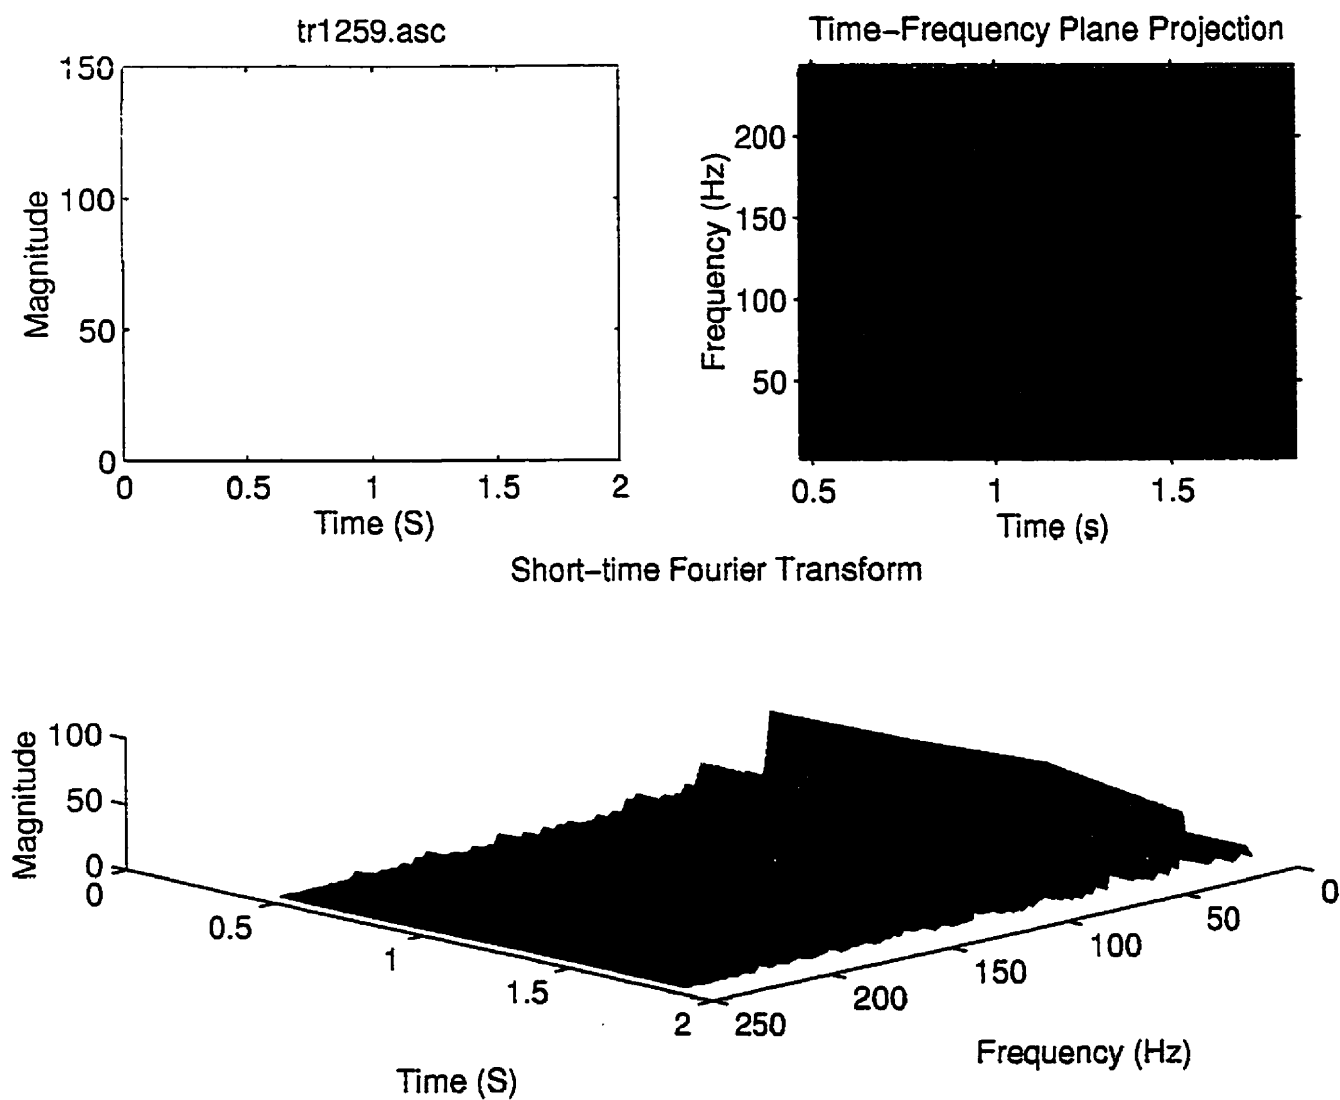 tr1259.asc
150
100
50
0
Magnitude
0 0.5 1 1.5 2
Time (S)
Time–Frequency Plane Projection
200
150
100
50
Frequency (Hz)
0.5 1 1.5
Time (s)
Short–time Fourier Transform
100
50
0
Magnitude
0
0.5
1
1.5
2
Time (S)
250
200
150
100
50
0
Frequency (Hz)